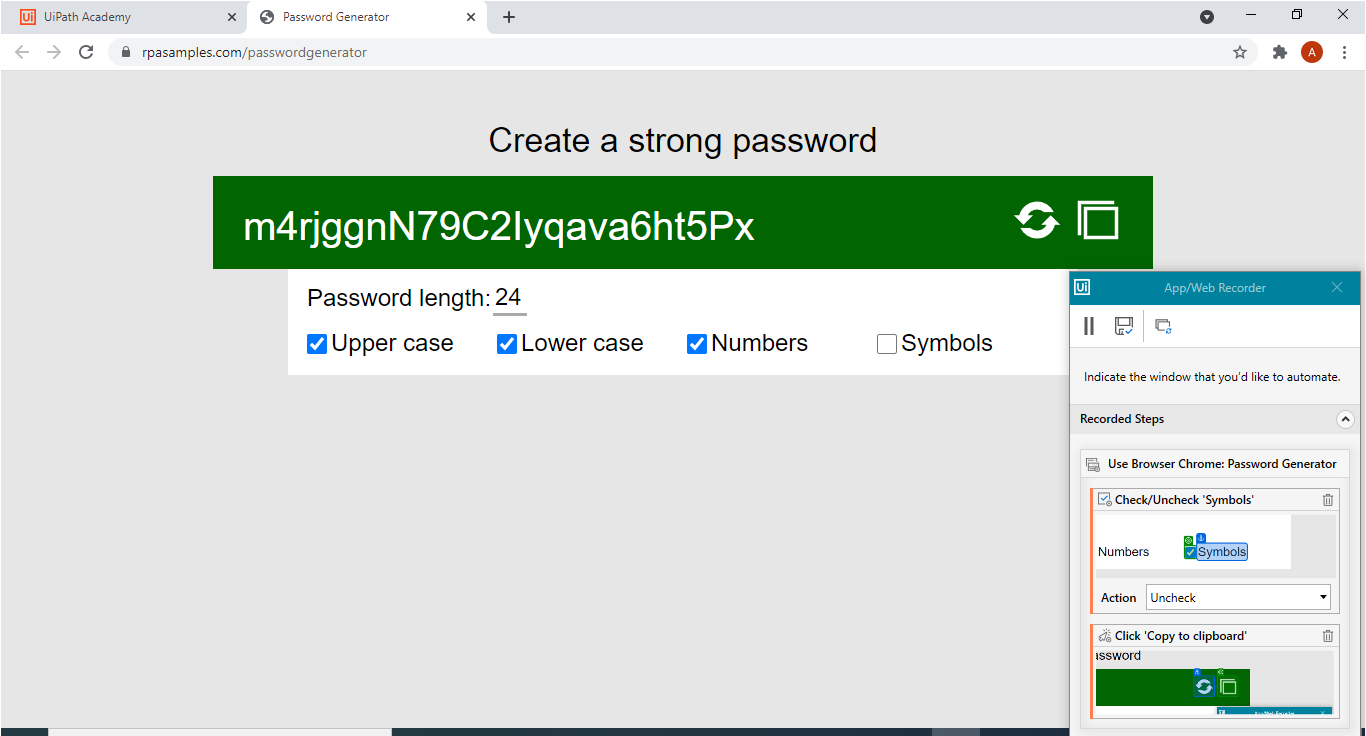 Ui UiPath Academy
Password Generator
rpasamples.com/passwordgenerator
A
Create a strong password
m4rjggnN79C2Iyqava6ht5Px
Password length: 24
Upper case Lower case Numbers Symbols
Ui App/Web Recorder
Indicate the window that you'd like to automate.
Recorded Steps
Use Browser Chrome: Password Generator
Check/Uncheck 'Symbols'
Numbers Symbols
Action Uncheck
Click 'Copy to clipboard'
assword